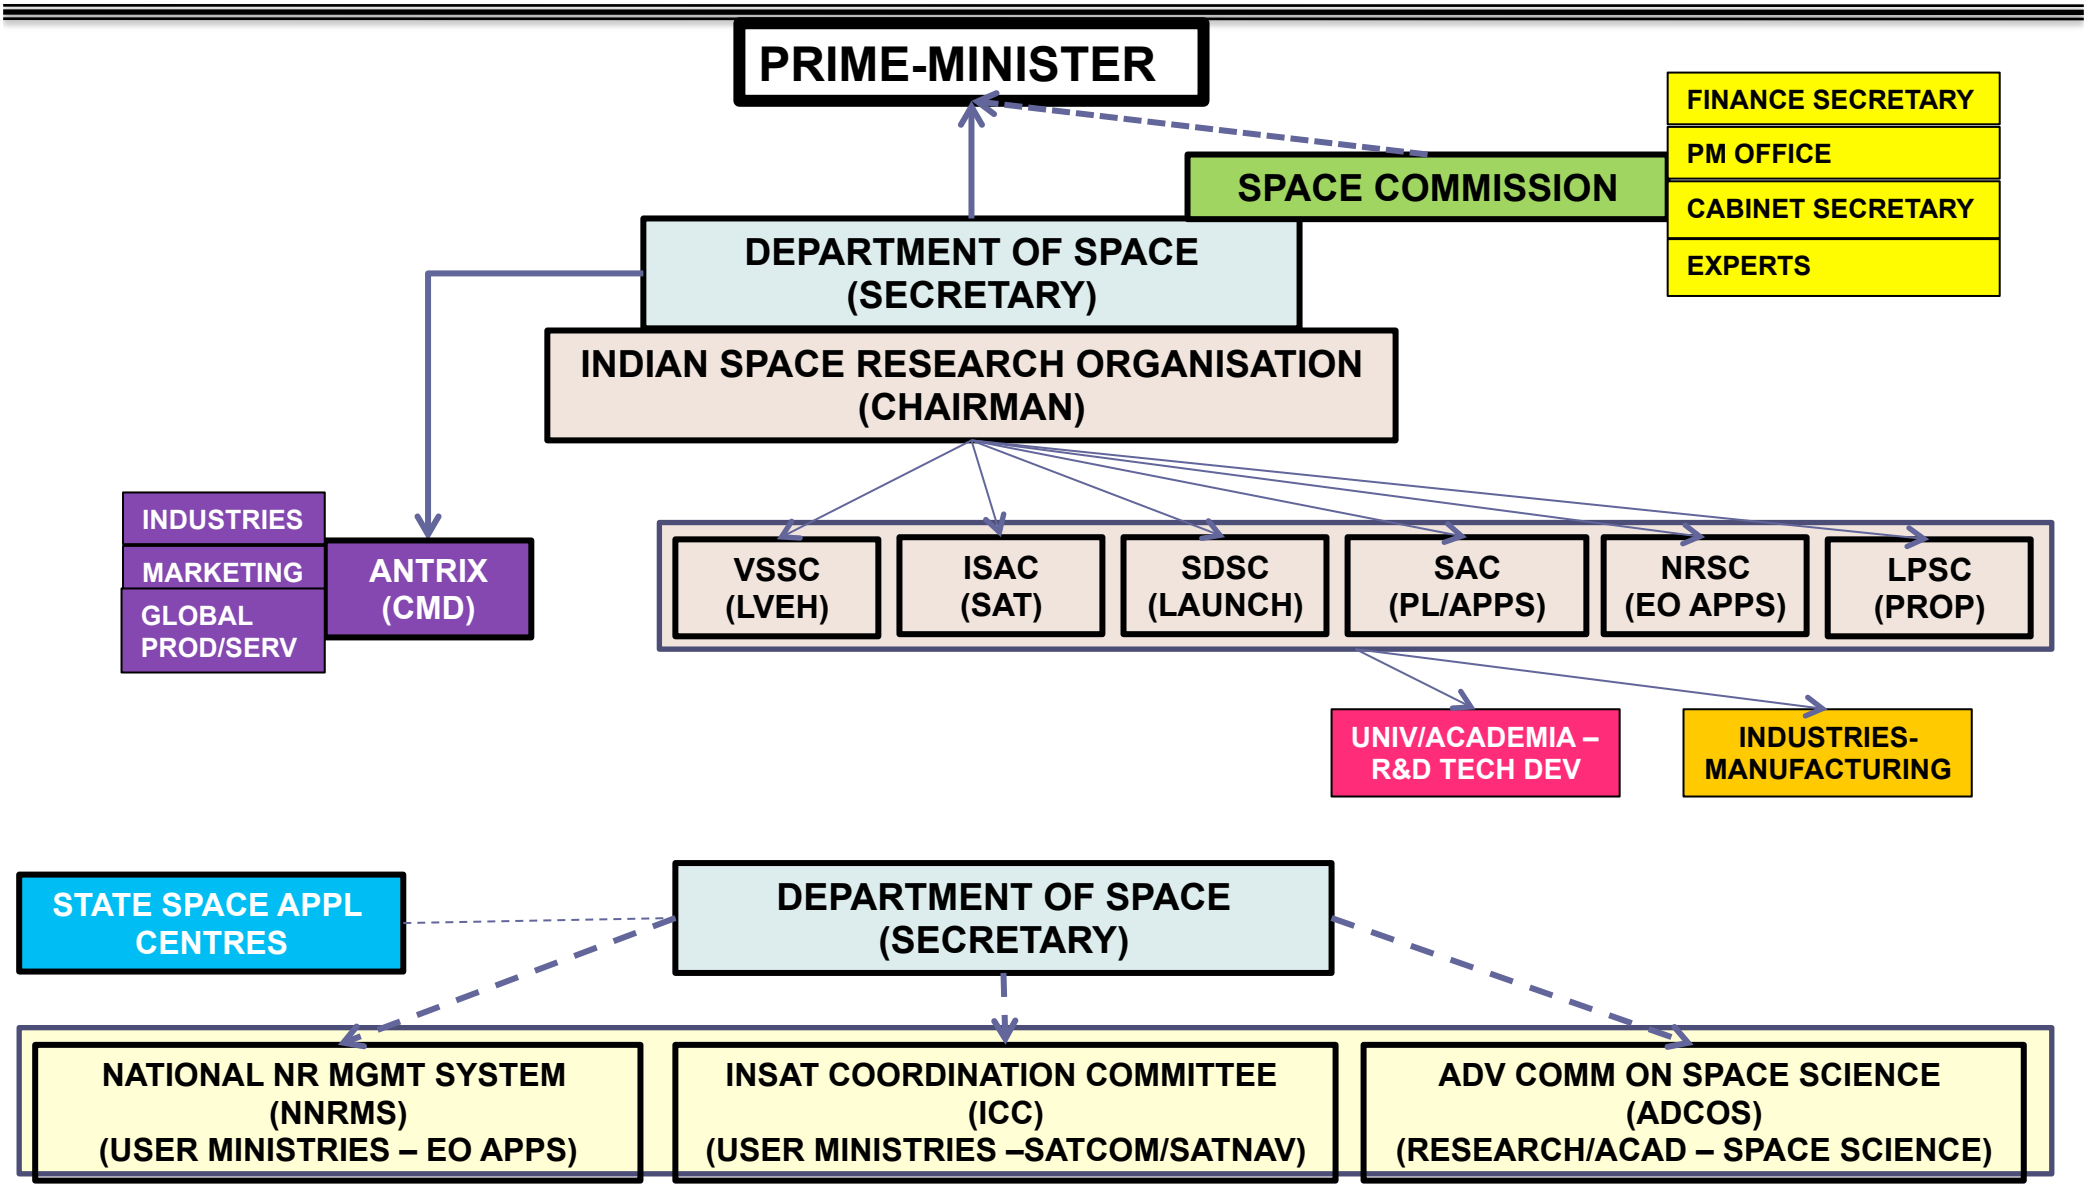 PRIME-MINISTER
FINANCE SECRETARY
PM OFFICE
SPACE COMMISSION
CABINET SECRETARY
EXPERTS
DEPARTMENT OF SPACE
(SECRETARY)
INDIAN SPACE RESEARCH ORGANISATION
(CHAIRMAN)
INDUSTRIES
MARKETING
GLOBAL
PROD/SERV
ANTRIX
(CMD)
VSSC
(LVEH)
ISAC
(SAT)
SDSC
(LAUNCH)
SAC
(PL/APPS)
NRSC
(EO APPS)
LPSC
(PROP)
UNIV/ACADEMIA –
R&D TECH DEV
INDUSTRIES-
MANUFACTURING
STATE SPACE APPL
CENTRES
DEPARTMENT OF SPACE
(SECRETARY)
NATIONAL NR MGMT SYSTEM
(NNRMS)
(USER MINISTRIES – EO APPS)
INSAT COORDINATION COMMITTEE
(ICC)
(USER MINISTRIES –SATCOM/SATNAV)
ADV COMM ON SPACE SCIENCE
(ADCOS)
(RESEARCH/ACAD – SPACE SCIENCE)